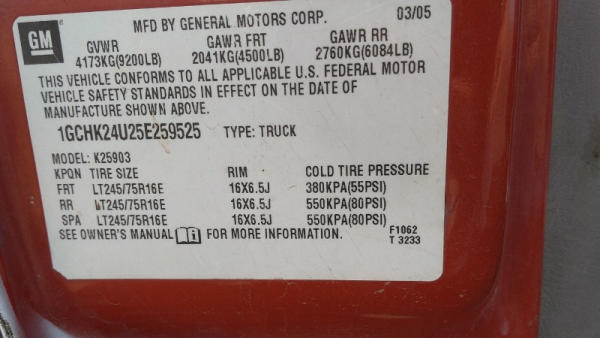 GM
MFD BY GENERAL MOTORS CORP. 03/05
GVWR GAWR FRT GAWR RR
4173KG(9200LB) 2041KG(4500LB) 2760KG(6084LB)
THIS VEHICLE CONFORMS TO ALL APPLICABLE U.S. FEDERAL MOTOR
VEHICLE SAFETY STANDARDS IN EFFECT ON THE DATE OF
MANUFACTURE SHOWN ABOVE.
1GCHK24U25E259525 TYPE: TRUCK
MODEL: K25903
KPQN TIRE SIZE RIM COLD TIRE PRESSURE
FRT LT245/75R16E 16X6.5J 380KPA(55PSI)
RR LT245/75R16E 16X6.5J 550KPA(80PSI)
SPA LT245/75R16E 16X6.5J 550KPA(80PSI)
SEE OWNER'S MANUAL FOR MORE INFORMATION. F1062
T 3233